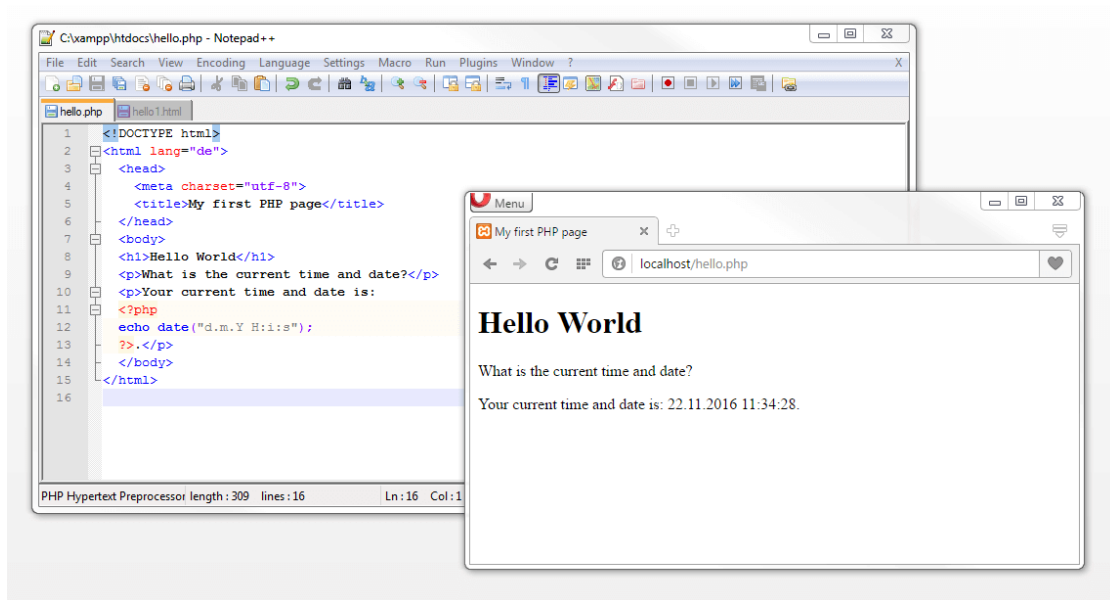 C:\xampp\htdocs\hello.php - Notepad++
File Edit Search View Encoding Language Settings Macro Run Plugins Window ? X
hello.php hello1.html
1 <!DOCTYPE html>
2 <html lang="de">
3 <head>
4 <meta charset="utf-8">
5 <title>My first PHP page</title>
6 </head>
7 <body>
8 <h1>Hello World</h1>
9 <p>What is the current time and date?</p>
10 <p>Your current time and date is:
11 <?php
12 echo date("d.m.Y H:i:s");
13 ?>.</p>
14 </body>
15 </html>
16
PHP Hypertext Preprocessor length : 309 lines : 16 Ln : 16 Col : 1
Menu
My first PHP page
localhost/hello.php
Hello World
What is the current time and date?
Your current time and date is: 22.11.2016 11:34:28.